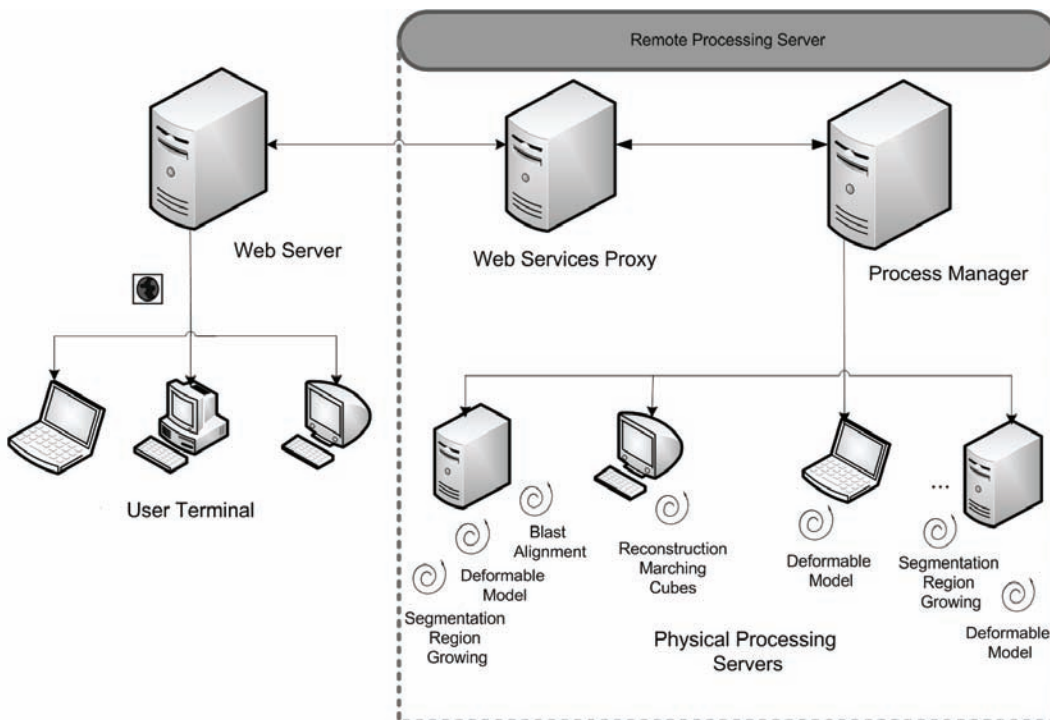 Remote Processing Server
Web Server
Web Services Proxy
Process Manager
User Terminal
Blast
Alignment
Deformable
Model
Segmentation
Region
Growing
Reconstruction
Marching
Cubes
Deformable
Model
...
Segmentation
Region
Growing
Deformable
Model
Physical Processing
Servers